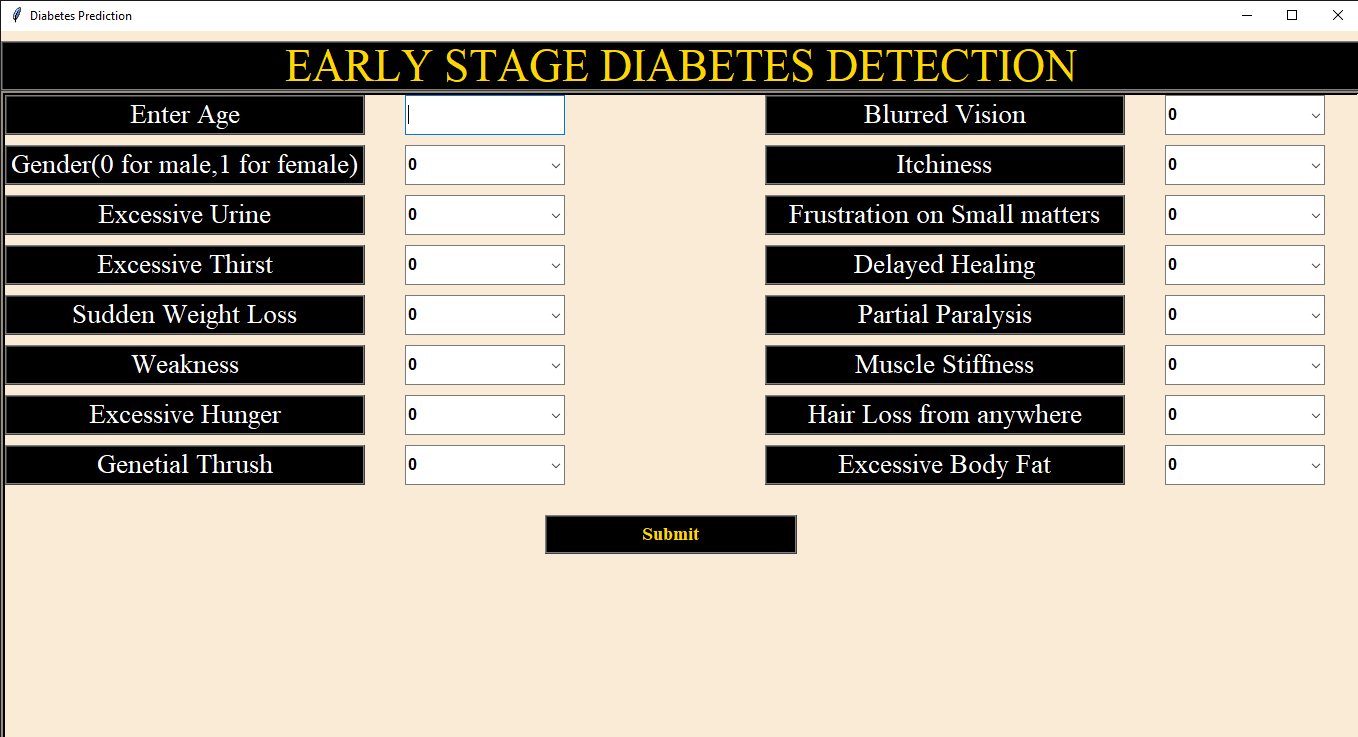 Diabetes Prediction
EARLY STAGE DIABETES DETECTION
Enter Age
Blurred Vision 0
Gender(0 for male,1 for female) 0
Itchiness 0
Excessive Urine 0
Frustration on Small matters 0
Excessive Thirst 0
Delayed Healing 0
Sudden Weight Loss 0
Partial Paralysis 0
Weakness 0
Muscle Stiffness 0
Excessive Hunger 0
Hair Loss from anywhere 0
Genetial Thrush 0
Excessive Body Fat 0
Submit